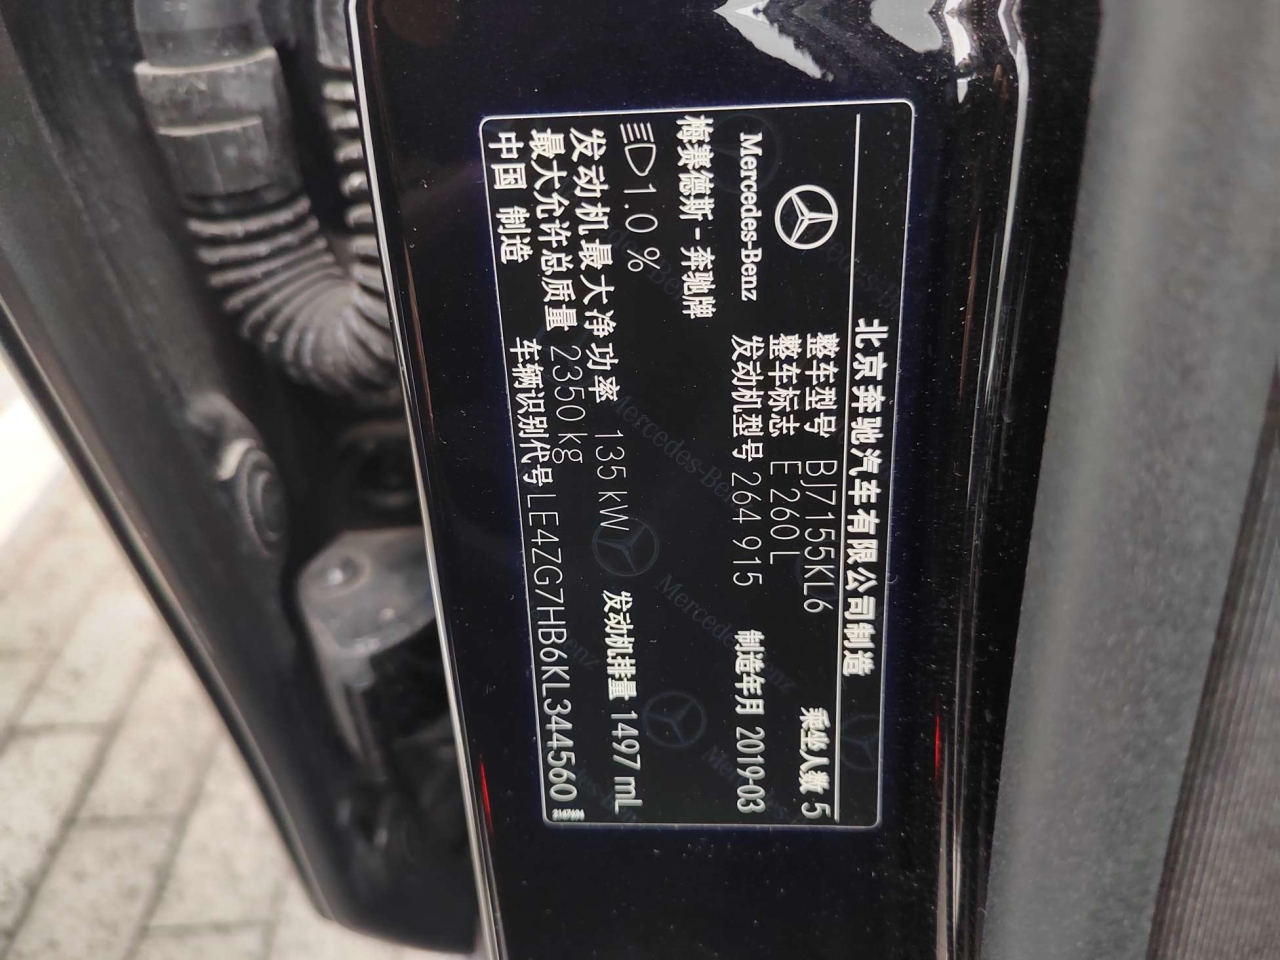 北京奔驰汽车有限公司制造
整车型号 BJ7155KL6 乘坐人数 5
整车标志 E 260 L
Mercedes-Benz 发动机型号 264 915 制造年月 2019-03
梅赛德斯-奔驰牌
1.0 %
发动机最大净功率 135 kW 发动机排量 1497 mL
最大允许总质量 2350 kg
中国 制造 车辆识别代号 LE4ZG7HB6KL344560